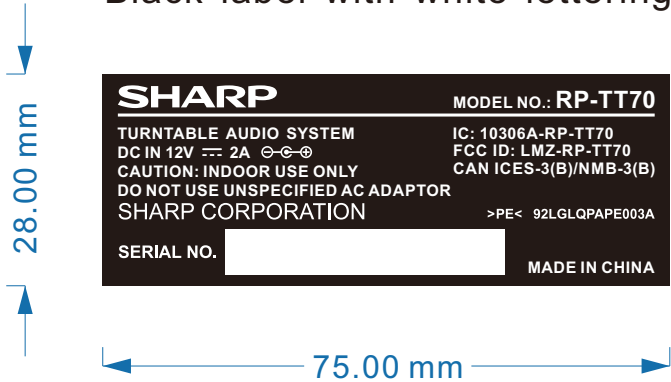 Black label with white lettering
28.00 mm
SHARP MODEL NO.: RP-TT70
TURNTABLE AUDIO SYSTEM IC: 10306A-RP-TT70
DC IN 12V ⎓ 2A FCC ID: LMZ-RP-TT70
CAUTION: INDOOR USE ONLY CAN ICES-3(B)/NMB-3(B)
DO NOT USE UNSPECIFIED AC ADAPTOR
SHARP CORPORATION >PE< 92LGLQPAPE003A
SERIAL NO.
MADE IN CHINA
75.00 mm